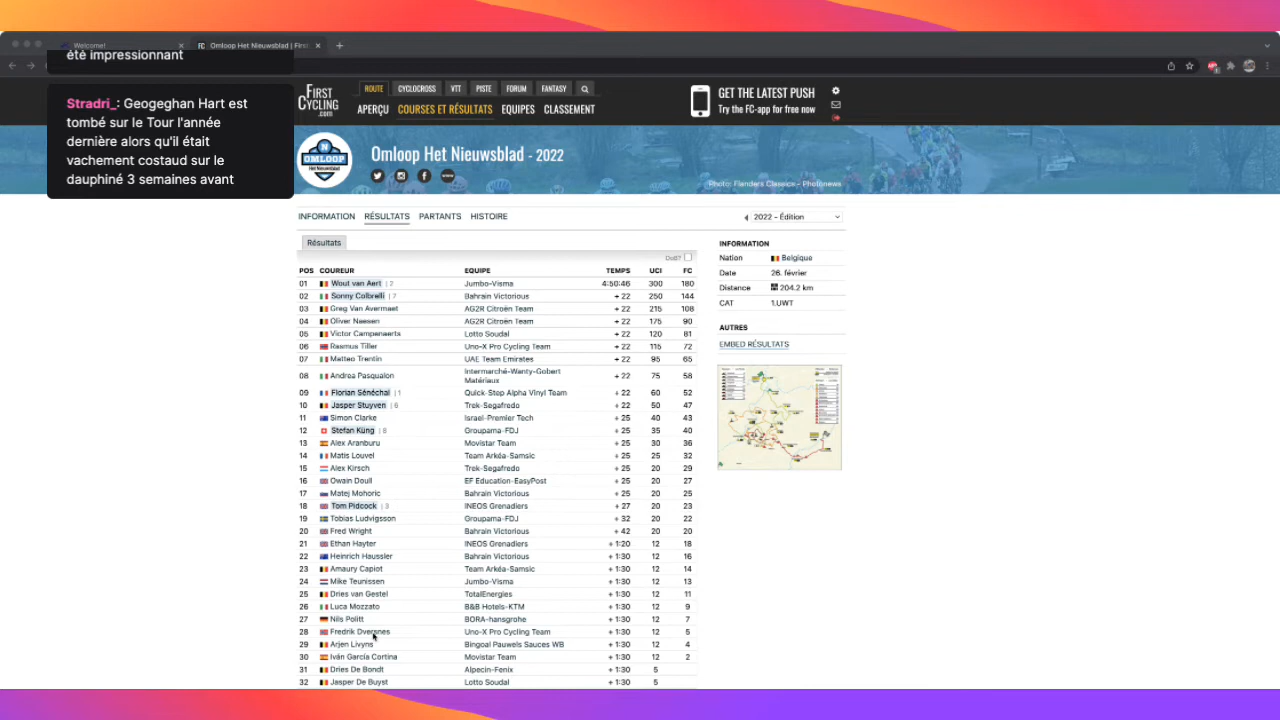 Welcome!
Omloop Het Nieuwsblad | First
été impressionnant
Stradri_: Geogeghan Hart est
tombé sur le Tour l'année
dernière alors qu'il était
vachement costaud sur le
dauphiné 3 semaines avant
FIRST
CYCLING
.com
ROUTE CYCLOCROSS VTT PISTE FORUM FANTASY
APERÇU COURSES ET RÉSULTATS EQUIPES CLASSEMENT
GET THE LATEST PUSH
Try the FC-app for free now
OMLOOP
Het Nieuwsblad
Omloop Het Nieuwsblad - 2022
Photo: Flanders Classics - Photonews
INFORMATION RÉSULTATS PARTANTS HISTOIRE
2022 - Édition
Résultats
POS COUREUR EQUIPE TEMPS UCI FC
01 Wout van Aert | 2 Jumbo-Visma 4:50:46 300 180
02 Sonny Colbrelli | 7 Bahrain Victorious + 22 250 144
03 Greg Van Avermaet AG2R Citroën Team + 22 215 108
04 Oliver Naesen AG2R Citroën Team + 22 175 90
05 Victor Campenaerts Lotto Soudal + 22 120 81
06 Rasmus Tiller Uno-X Pro Cycling Team + 22 115 72
07 Matteo Trentin UAE Team Emirates + 22 95 65
08 Andrea Pasqualon Intermarché-Wanty-Gobert Matériaux + 22 75 58
09 Florian Sénéchal | 1 Quick-Step Alpha Vinyl Team + 22 60 52
10 Jasper Stuyven | 6 Trek-Segafredo + 22 50 47
11 Simon Clarke Israel-Premier Tech + 25 40 43
12 Stefan Küng | 8 Groupama-FDJ + 25 35 40
13 Alex Aranburu Movistar Team + 25 30 36
14 Matis Louvel Team Arkéa-Samsic + 25 25 32
15 Alex Kirsch Trek-Segafredo + 25 20 29
16 Owain Doull EF Education-EasyPost + 25 20 27
17 Matej Mohoric Bahrain Victorious + 25 20 25
18 Tom Pidcock | 3 INEOS Grenadiers + 27 20 23
19 Tobias Ludvigsson Groupama-FDJ + 32 20 22
20 Fred Wright Bahrain Victorious + 42 20 20
21 Ethan Hayter INEOS Grenadiers + 1:20 12 18
22 Heinrich Haussler Bahrain Victorious + 1:30 12 16
23 Amaury Capiot Team Arkéa-Samsic + 1:30 12 14
24 Mike Teunissen Jumbo-Visma + 1:30 12 13
25 Dries van Gestel TotalEnergies + 1:30 12 11
26 Luca Mozzato B&B Hotels-KTM + 1:30 12 9
27 Nils Politt BORA-hansgrohe + 1:30 12 7
28 Fredrik Dversnes Uno-X Pro Cycling Team + 1:30 12 5
29 Arjen Livyns Bingoal Pauwels Sauces WB + 1:30 12 4
30 Iván García Cortina Movistar Team + 1:30 12 2
31 Dries De Bondt Alpecin-Fenix + 1:30 5
32 Jasper De Buyst Lotto Soudal + 1:30 5
INFORMATION
Nation Belgique
Date 26. février
Distance 204.2 km
CAT 1.UWT
AUTRES
EMBED RÉSULTATS